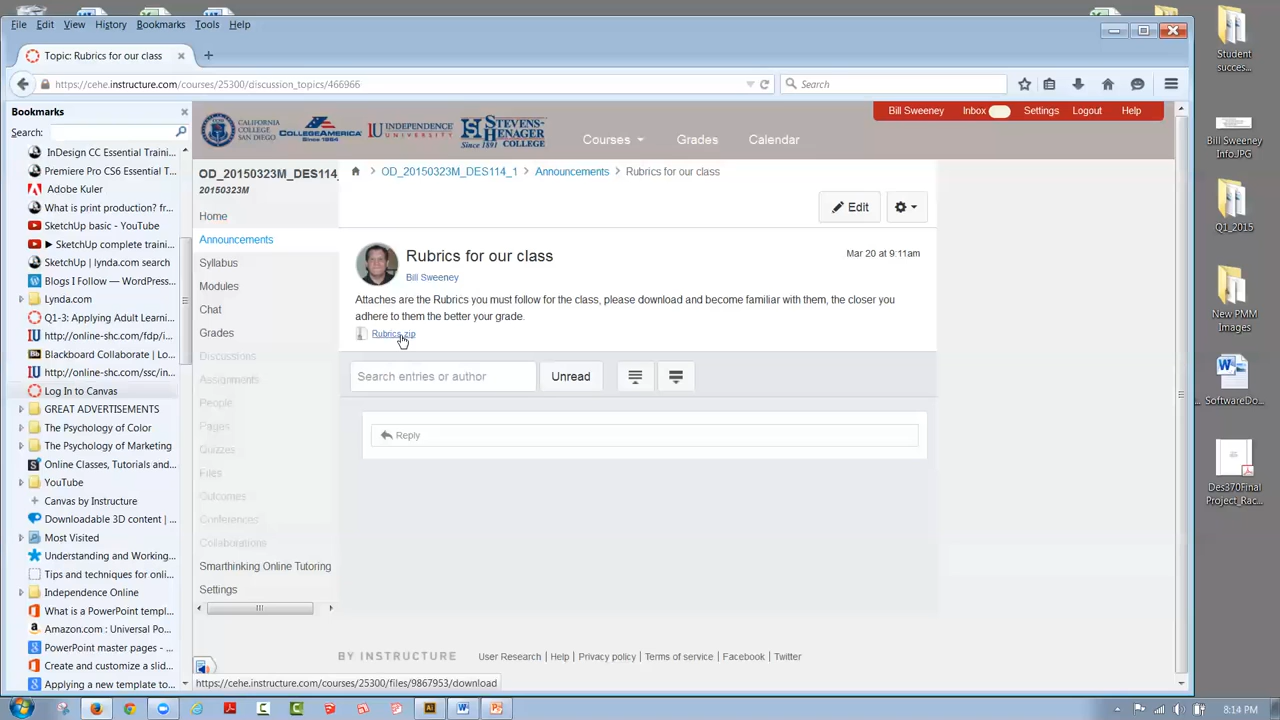 File Edit View History Bookmarks Tools Help
Topic: Rubrics for our class
https://cehe.instructure.com/courses/25300/discussion_topics/466966
Search
Bookmarks
Search:
InDesign CC Essential Traini...
Premiere Pro CS6 Essential T...
Adobe Kuler
What is print production? fr...
SketchUp basic - YouTube
▶ SketchUp complete traini...
SketchUp | lynda.com search
Blogs I Follow — WordPress...
Lynda.com
Q1-3: Applying Adult Learni...
http://online-shc.com/fdp/i...
Blackboard Collaborate | Lo...
http://online-shc.com/ssc/in...
Log In to Canvas
GREAT ADVERTISEMENTS
The Psychology of Color
The Psychology of Marketing
Online Classes, Tutorials and...
YouTube
Canvas by Instructure
Downloadable 3D content | ...
Most Visited
Understanding and Working...
Tips and techniques for onli...
Independence Online
What is a PowerPoint templ...
Amazon.com : Universal Po...
PowerPoint master pages - ...
Create and customize a slid...
Applying a new template to...
CALIFORNIA COLLEGE SAN DIEGO
COLLEGEAMERICA
Since 1964
INDEPENDENCE UNIVERSITY
STEVENS-HENAGER COLLEGE
Since 1891
Courses Grades Calendar
Bill Sweeney Inbox Settings Logout Help
OD_20150323M_DES114_
20150323M
Home
Announcements
Syllabus
Modules
Chat
Grades
Discussions
Assignments
People
Pages
Quizzes
Files
Outcomes
Conferences
Collaborations
Smarthinking Online Tutoring
Settings
OD_20150323M_DES114_1 Announcements Rubrics for our class
Edit
Rubrics for our class
Mar 20 at 9:11am
Bill Sweeney
Attaches are the Rubrics you must follow for the class, please download and become familiar with them, the closer you
adhere to them the better your grade.
Rubrics.zip
Search entries or author Unread
Reply
BY INSTRUCTURE
User Research Help Privacy policy Terms of service Facebook Twitter
https://cehe.instructure.com/courses/25300/files/9867953/download
Student
succes...
Bill Sweeney
Info.JPG
Q1_2015
New PMM
Images
SoftwareDo...
Des370Final
Project_Rac...
8:14 PM